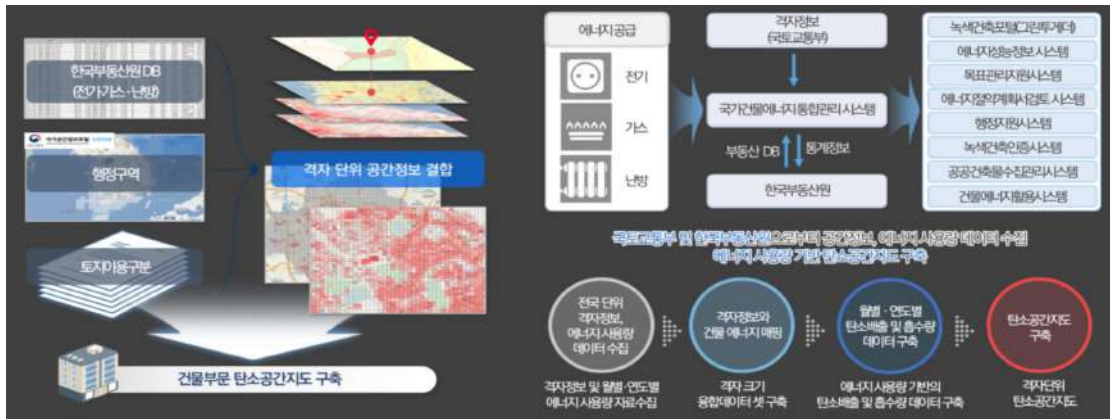 한국부동산원 DB
(전기·가스·난방)
행정구역
토지이용구분
격자 단위 공간정보 결합
건물부문 탄소공간지도 구축
에너지공급
전기
가스
난방
격자정보
(국토교통부)
국가건물에너지통합관리 시스템
부동산 DB
통계정보
한국부동산원
녹색건축포털(그린투게더)
에너지성능정보 시스템
목표관리지원시스템
에너지절약계획서검토 시스템
행정지원시스템
녹색건축인증시스템
공공건축물수집관리시스템
건물에너지활용시스템
국토교통부 및 한국부동산원으로부터 공간정보, 에너지 사용량 데이터 수집
에너지 사용량 기반 탄소공간지도 구축
전국 단위
격자정보,
에너지 사용량
데이터 수집
격자정보와
건물 에너지 매핑
월별·연도별
탄소배출 및 흡수량
데이터 구축
탄소공간지도
구축
격자정보 및 월별·연도별
에너지 사용량 자료수집
격자 크기
융합데이터 셋 구축
에너지 사용량 기반의
탄소배출 및 흡수량 데이터 구축
격자단위
탄소공간지도